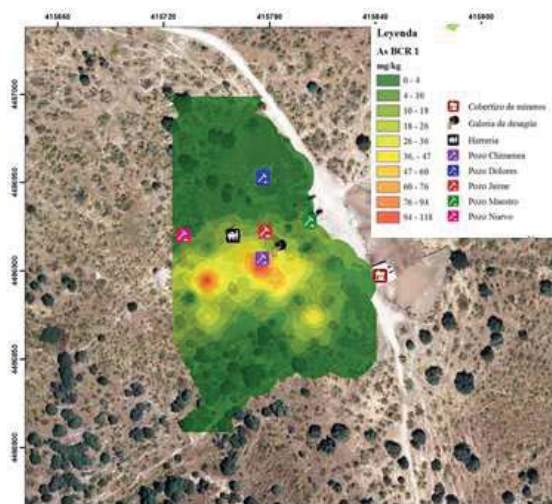 415660 415720 415780 415840 415900
Leyenda
As BCR 1
mg/kg
0 - 4
4 - 10
10 - 18
18 - 26
26 - 36
36, - 47
47 - 60
60 - 76
76 - 94
94 - 118
Cobertizo de mineros
Galería de desagüe
Herrería
Pozo Chimenea
Pozo Dolores
Pozo Jaime
Pozo Maestro
Pozo Nuevo
4487000
4486950
4486900
4486850
4486800